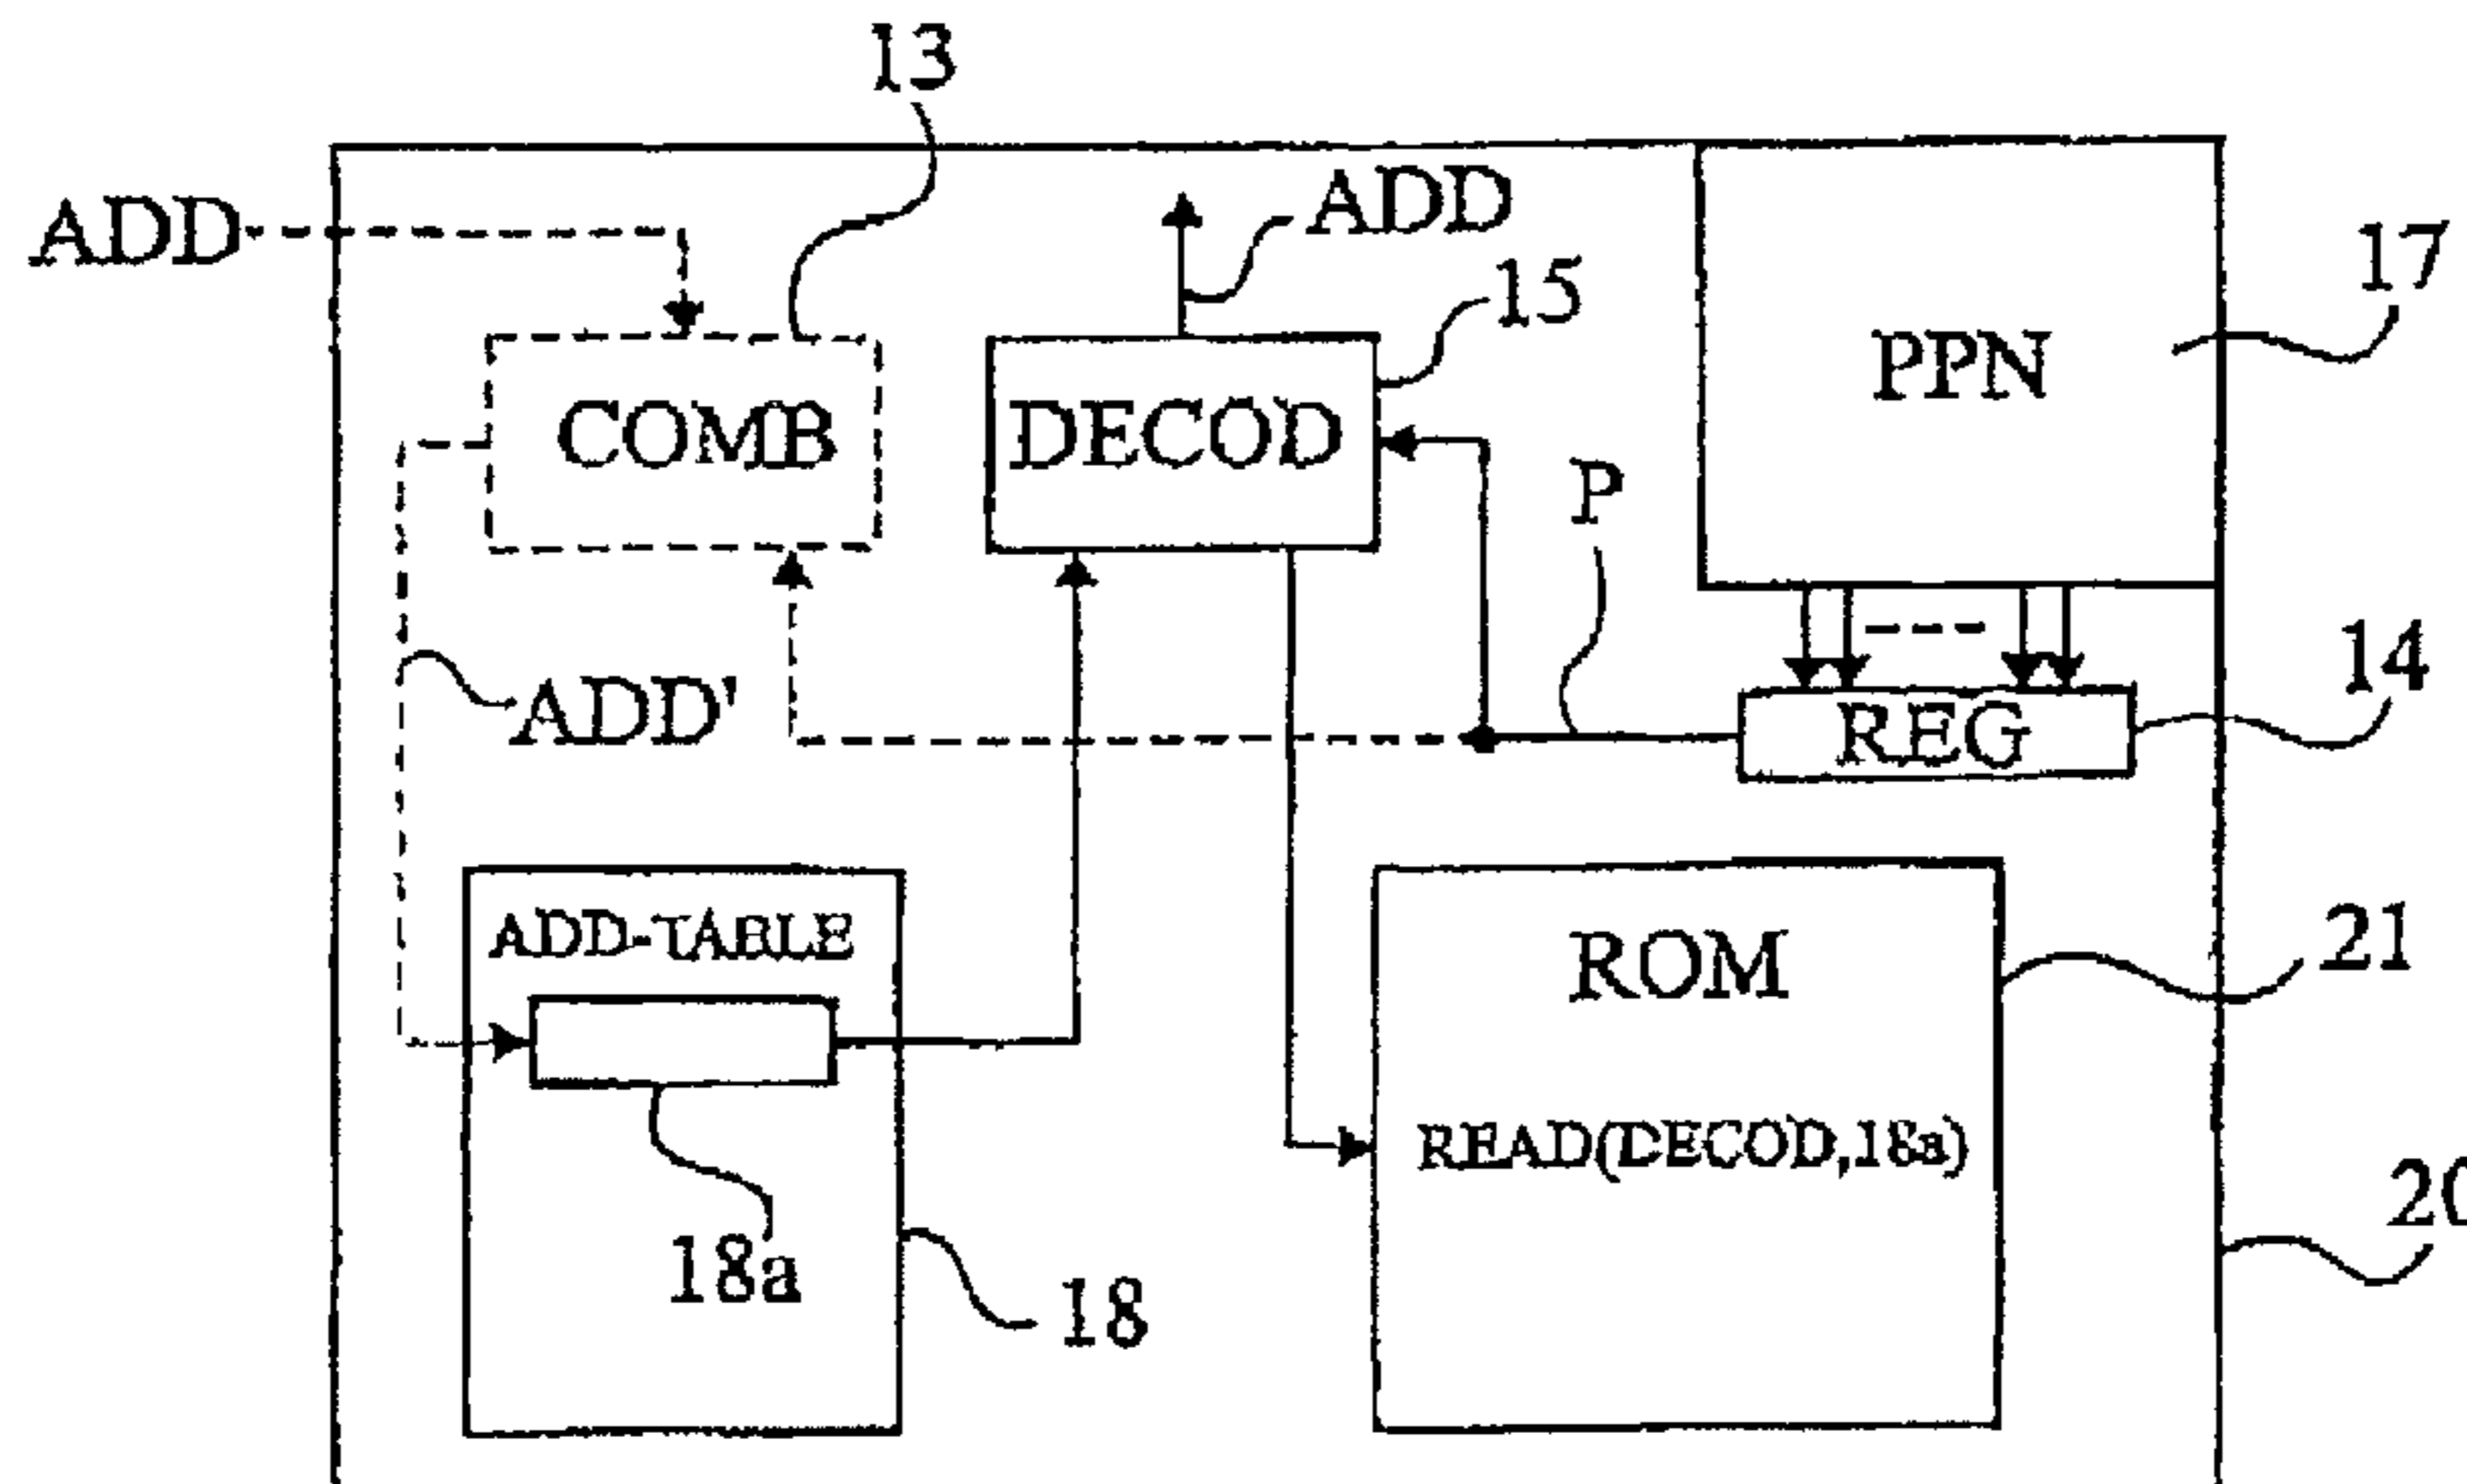 13
ADD
ADD
15
17
PPN
COMB
DECOD
P
14
ADD'
REG
ADD-TABLE
ROM
21
READ(DECOD,18a)
20
18a
18